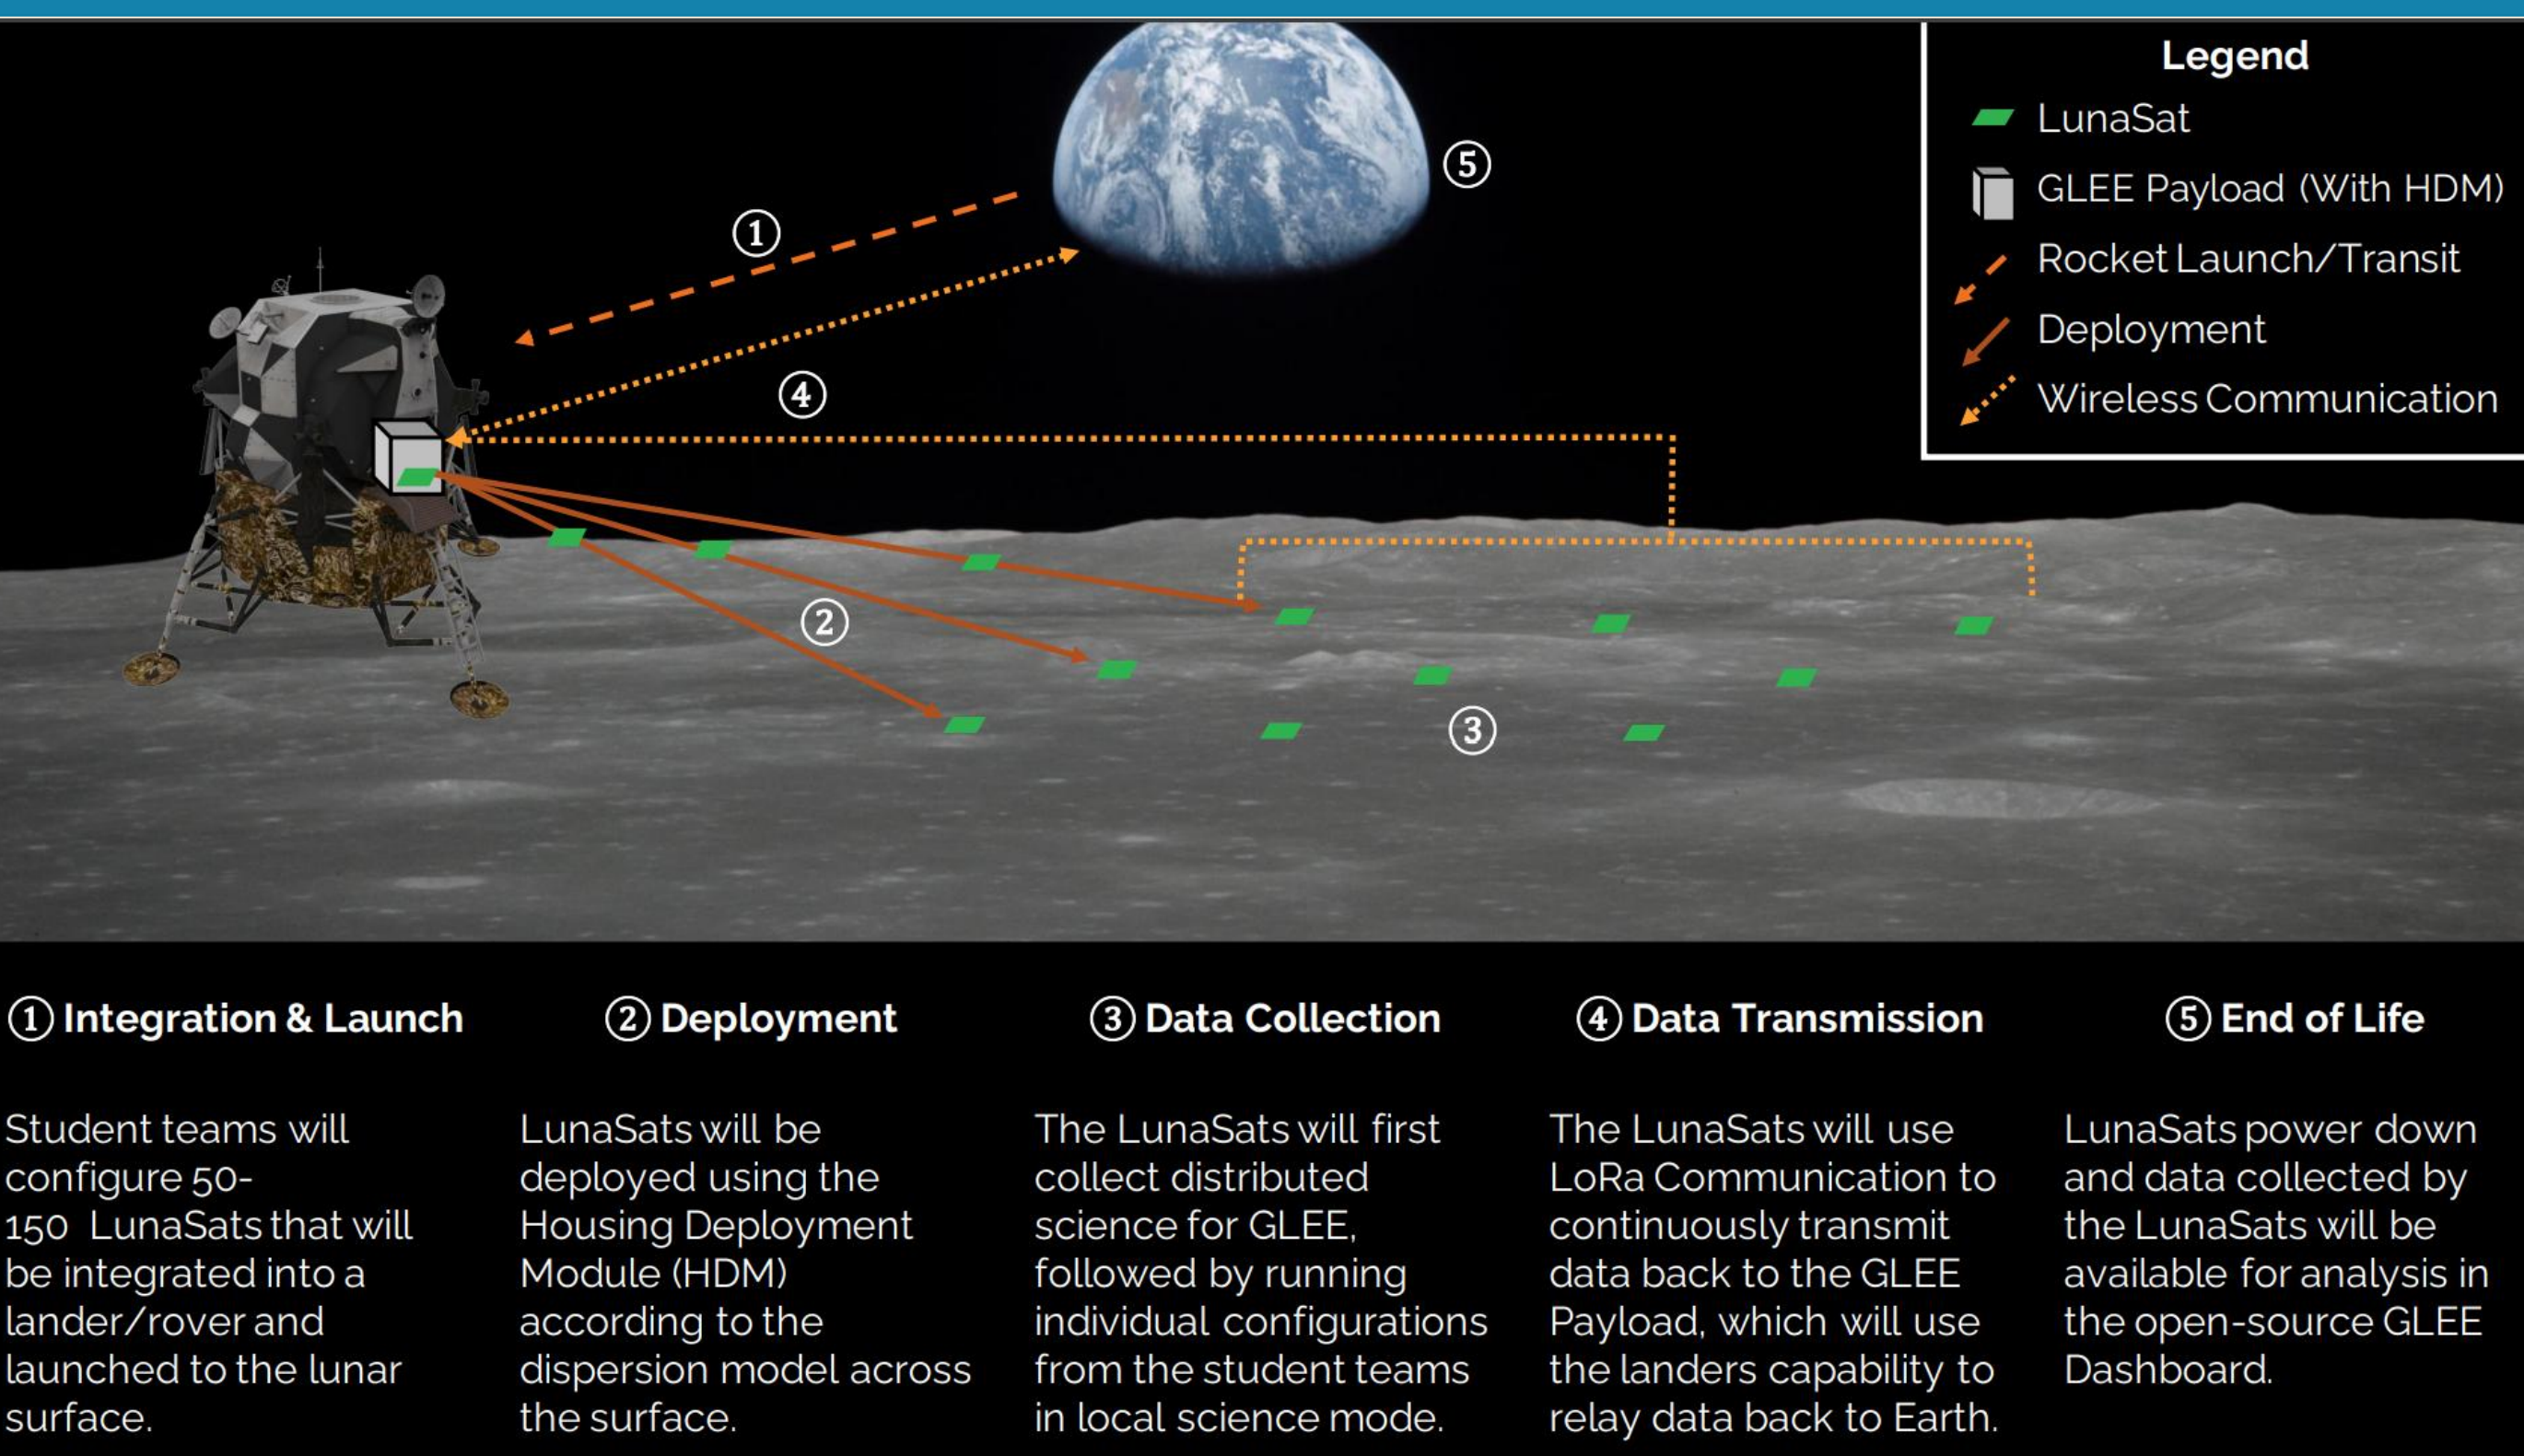 Legend
LunaSat
GLEE Payload (With HDM)
Rocket Launch/Transit
Deployment
Wireless Communication
①
⑤
④
②
③
① Integration & Launch
Student teams will
configure 50-
150 LunaSats that will
be integrated into a
lander/rover and
launched to the lunar
surface.
② Deployment
LunaSats will be
deployed using the
Housing Deployment
Module (HDM)
according to the
dispersion model across
the surface.
③ Data Collection
The LunaSats will first
collect distributed
science for GLEE,
followed by running
individual configurations
from the student teams
in local science mode.
④ Data Transmission
The LunaSats will use
LoRa Communication to
continuously transmit
data back to the GLEE
Payload, which will use
the landers capability to
relay data back to Earth.
⑤ End of Life
LunaSats power down
and data collected by
the LunaSats will be
available for analysis in
the open-source GLEE
Dashboard.